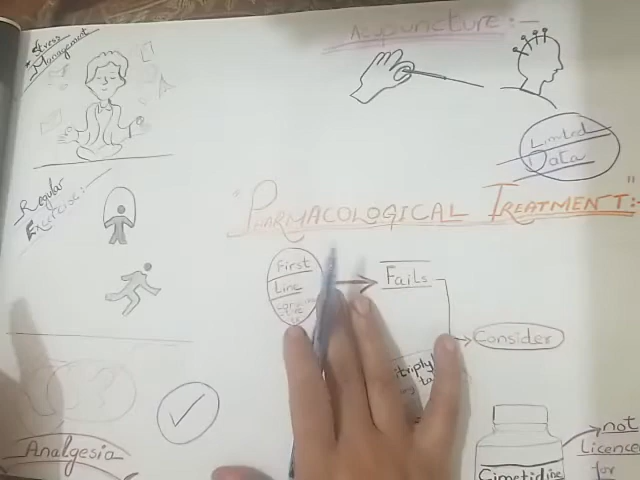 Stress
Management
Regular
Exercise:-
Analgesia
Acupuncture:-
Limited
Data
"PHARMACOLOGICAL TREATMENT:-"
First
Line
Fails
Consider
Cimetidine
not
Licenced
for